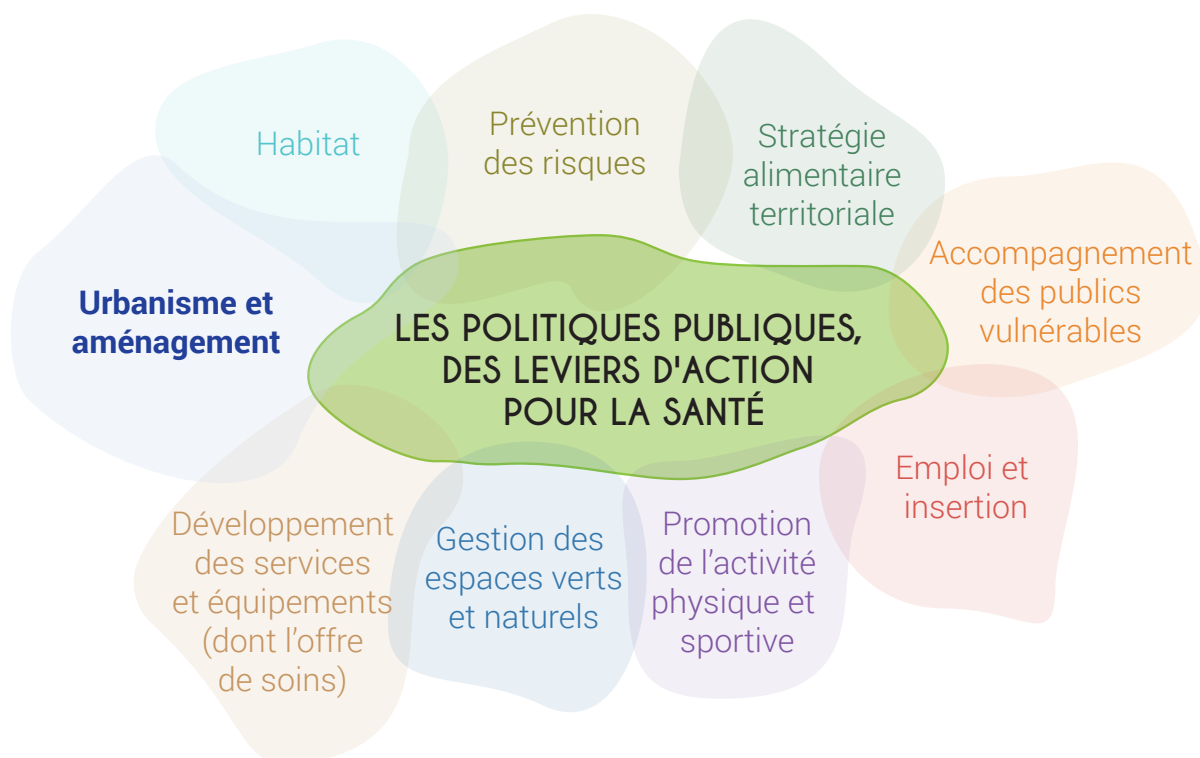 Habitat
Prévention
des risques
Stratégie
alimentaire
territoriale
Accompagnement
des publics
vulnérables
Urbanisme et
aménagement
LES POLITIQUES PUBLIQUES,
DES LEVIERS D'ACTION
POUR LA SANTÉ
Emploi et
insertion
Développement
des services
et équipements
(dont l’offre
de soins)
Gestion des
espaces verts
et naturels
Promotion
de l’activité
physique et
sportive